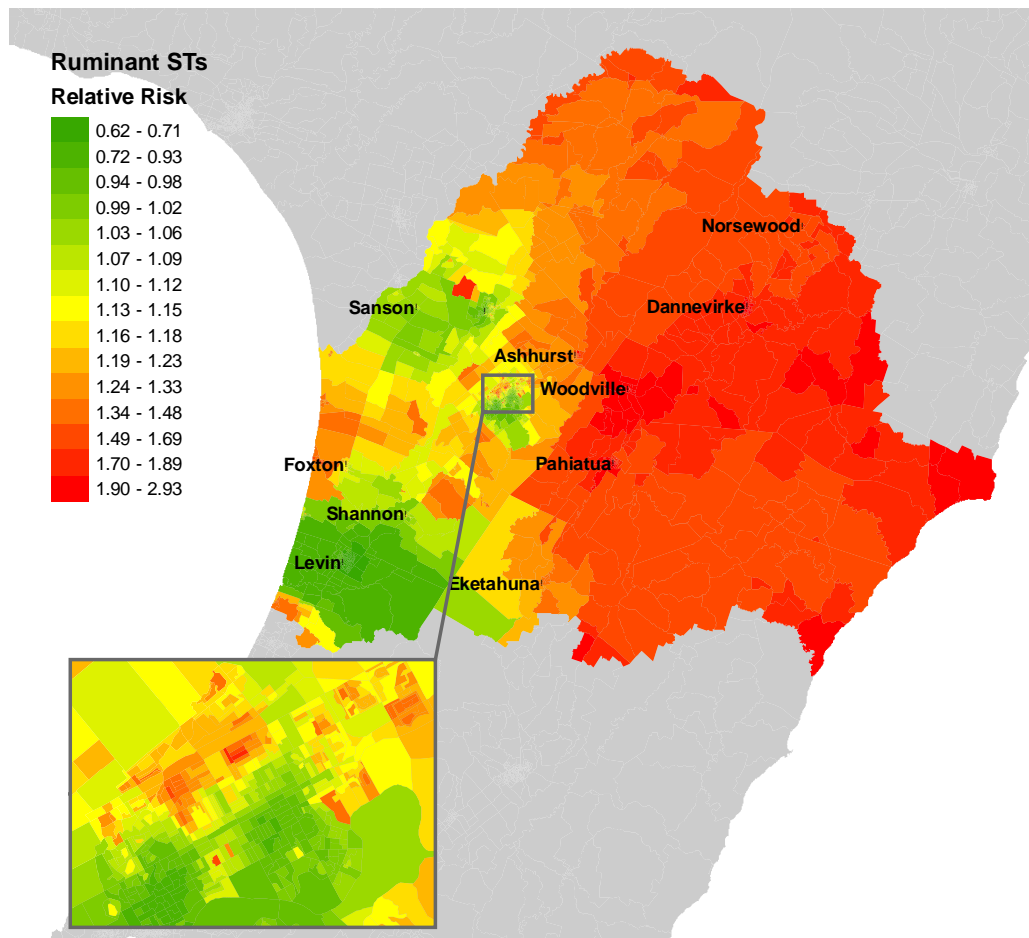 Ruminant STs
Relative Risk
0.62 - 0.71
0.72 - 0.93
0.94 - 0.98
0.99 - 1.02
1.03 - 1.06
1.07 - 1.09
1.10 - 1.12
1.13 - 1.15
1.16 - 1.18
1.19 - 1.23
1.24 - 1.33
1.34 - 1.48
1.49 - 1.69
1.70 - 1.89
1.90 - 2.93
Norsewood
Sanson
Dannevirke
Ashhurst
Woodville
Foxton
Pahiatua
Shannon
Levin
Eketahuna